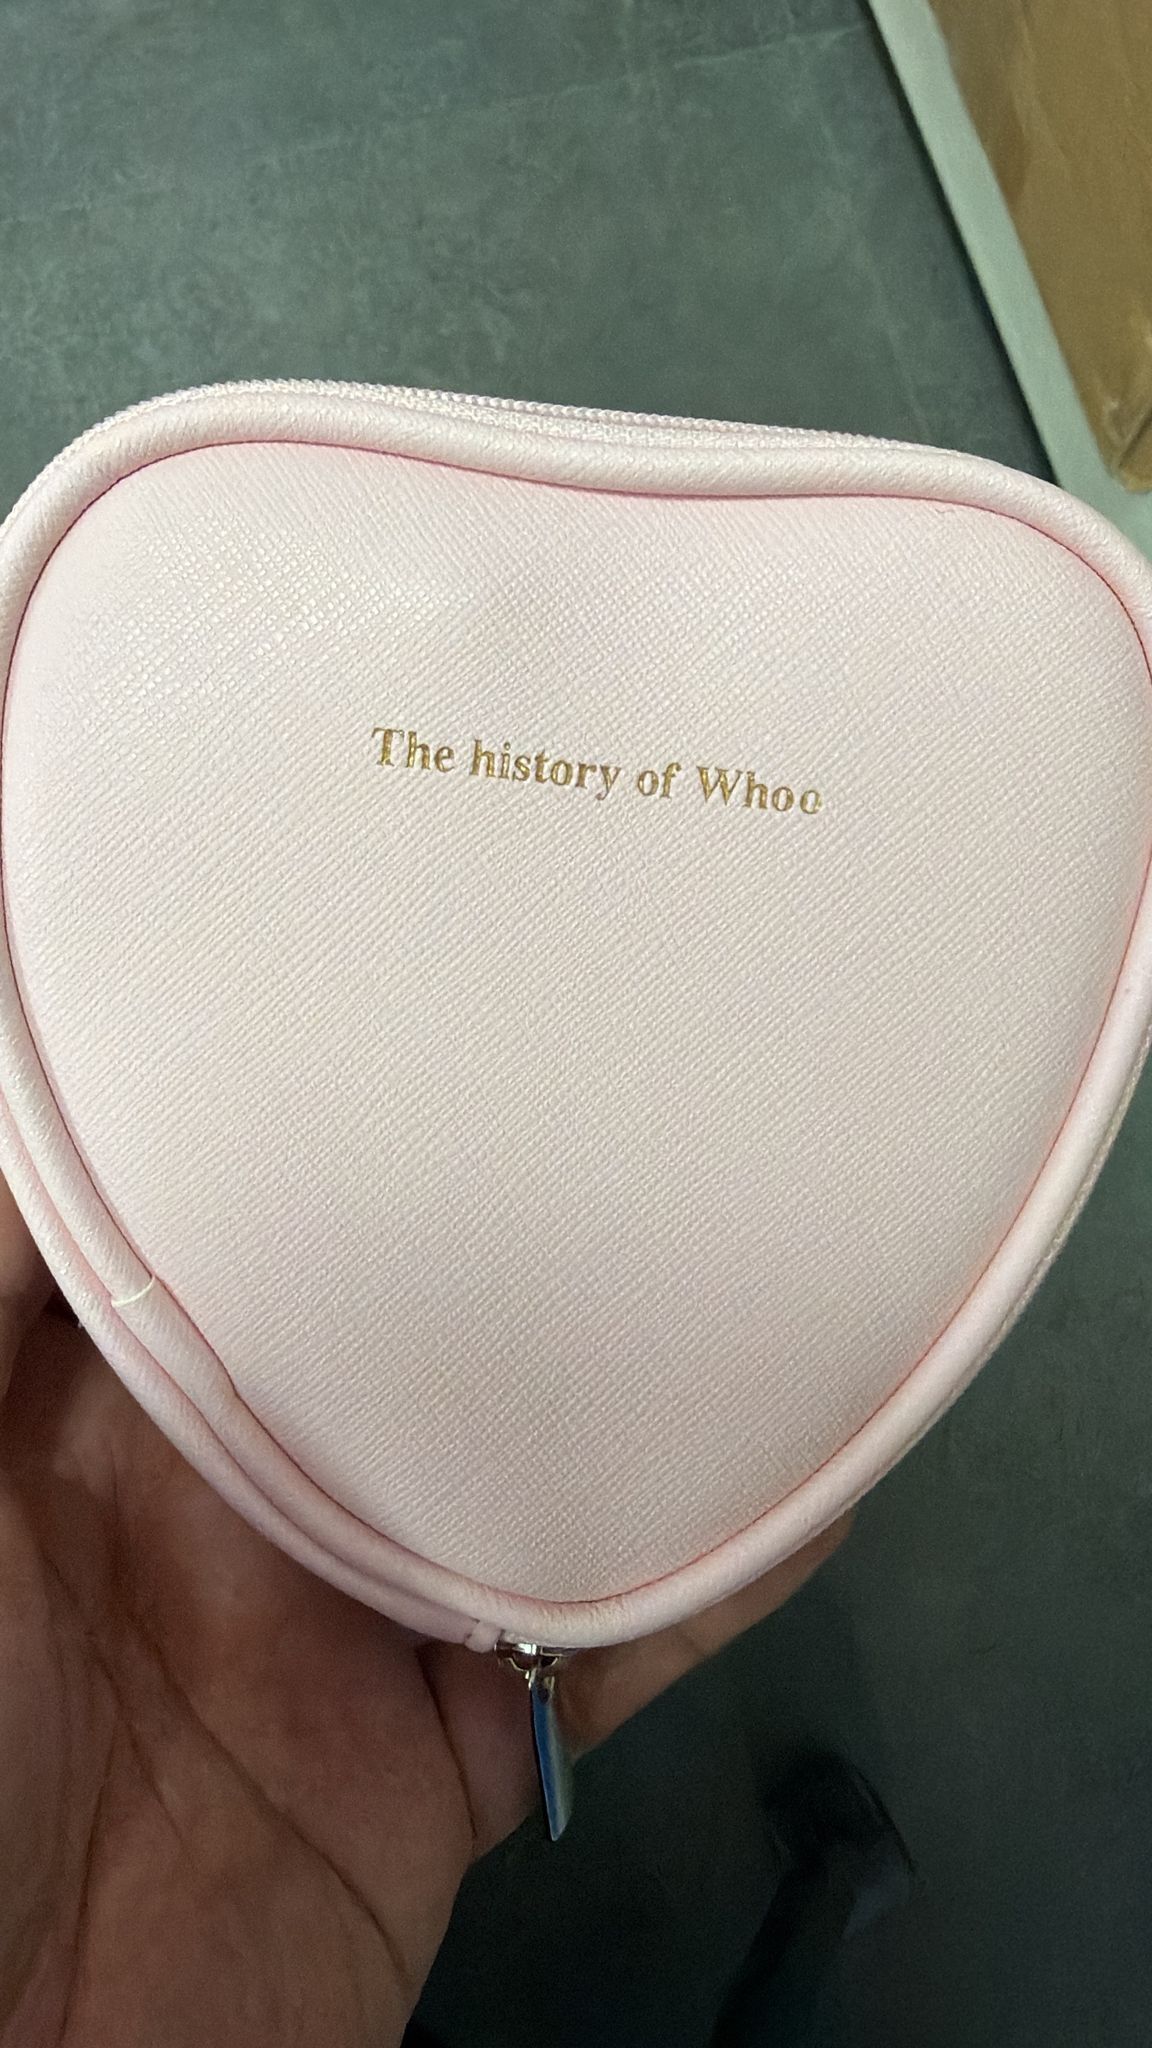 The history of Whoo